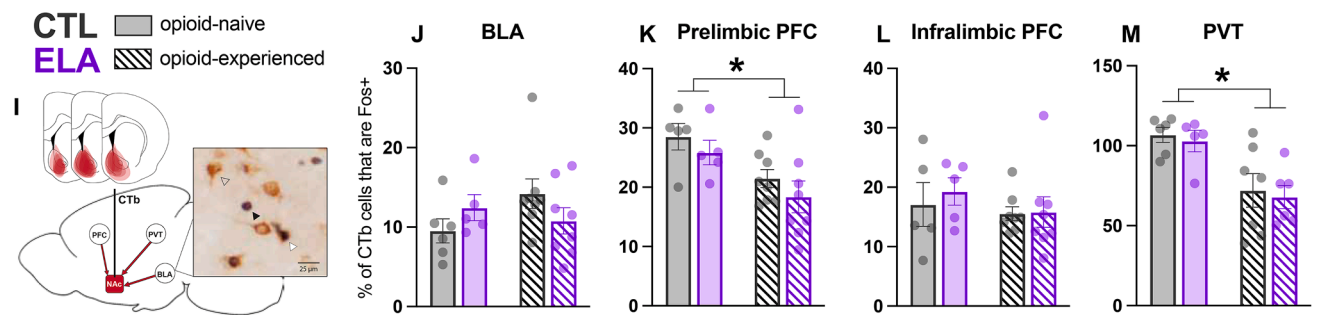 CTL opioid-naive
ELA opioid-experienced
I
CTb
PFC
PVT
BLA
NAc
25 μm
J BLA
% of CTb cells that are Fos+
30
20
10
0
K Prelimbic PFC
*
40
30
20
10
0
L Infralimbic PFC
40
30
20
10
0
M PVT
*
150
100
50
0